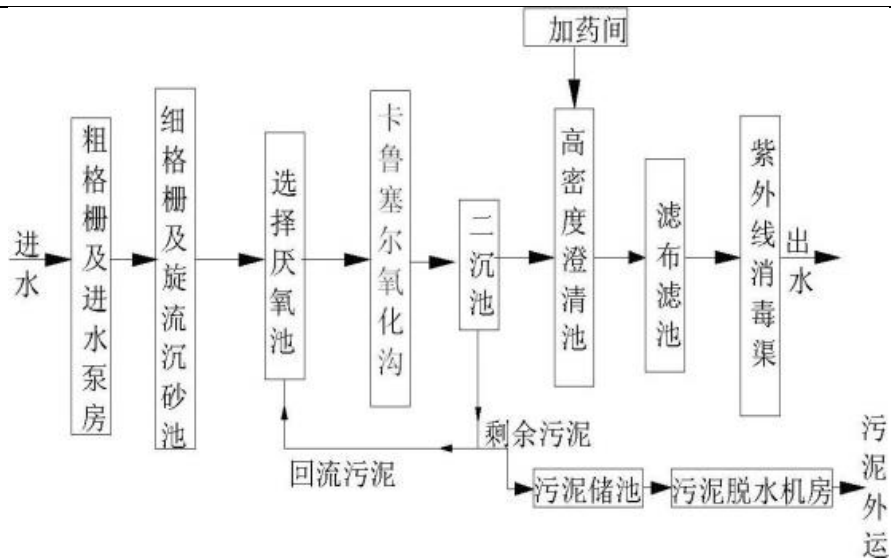 加药间
进水
粗格栅及进水泵房
细格栅及旋流沉砂池
选择厌氧池
卡鲁塞尔氧化沟
二沉池
高密度澄清池
滤布滤池
紫外线消毒渠
出水
剩余污泥
回流污泥
污泥储池
污泥脱水机房
污泥外运